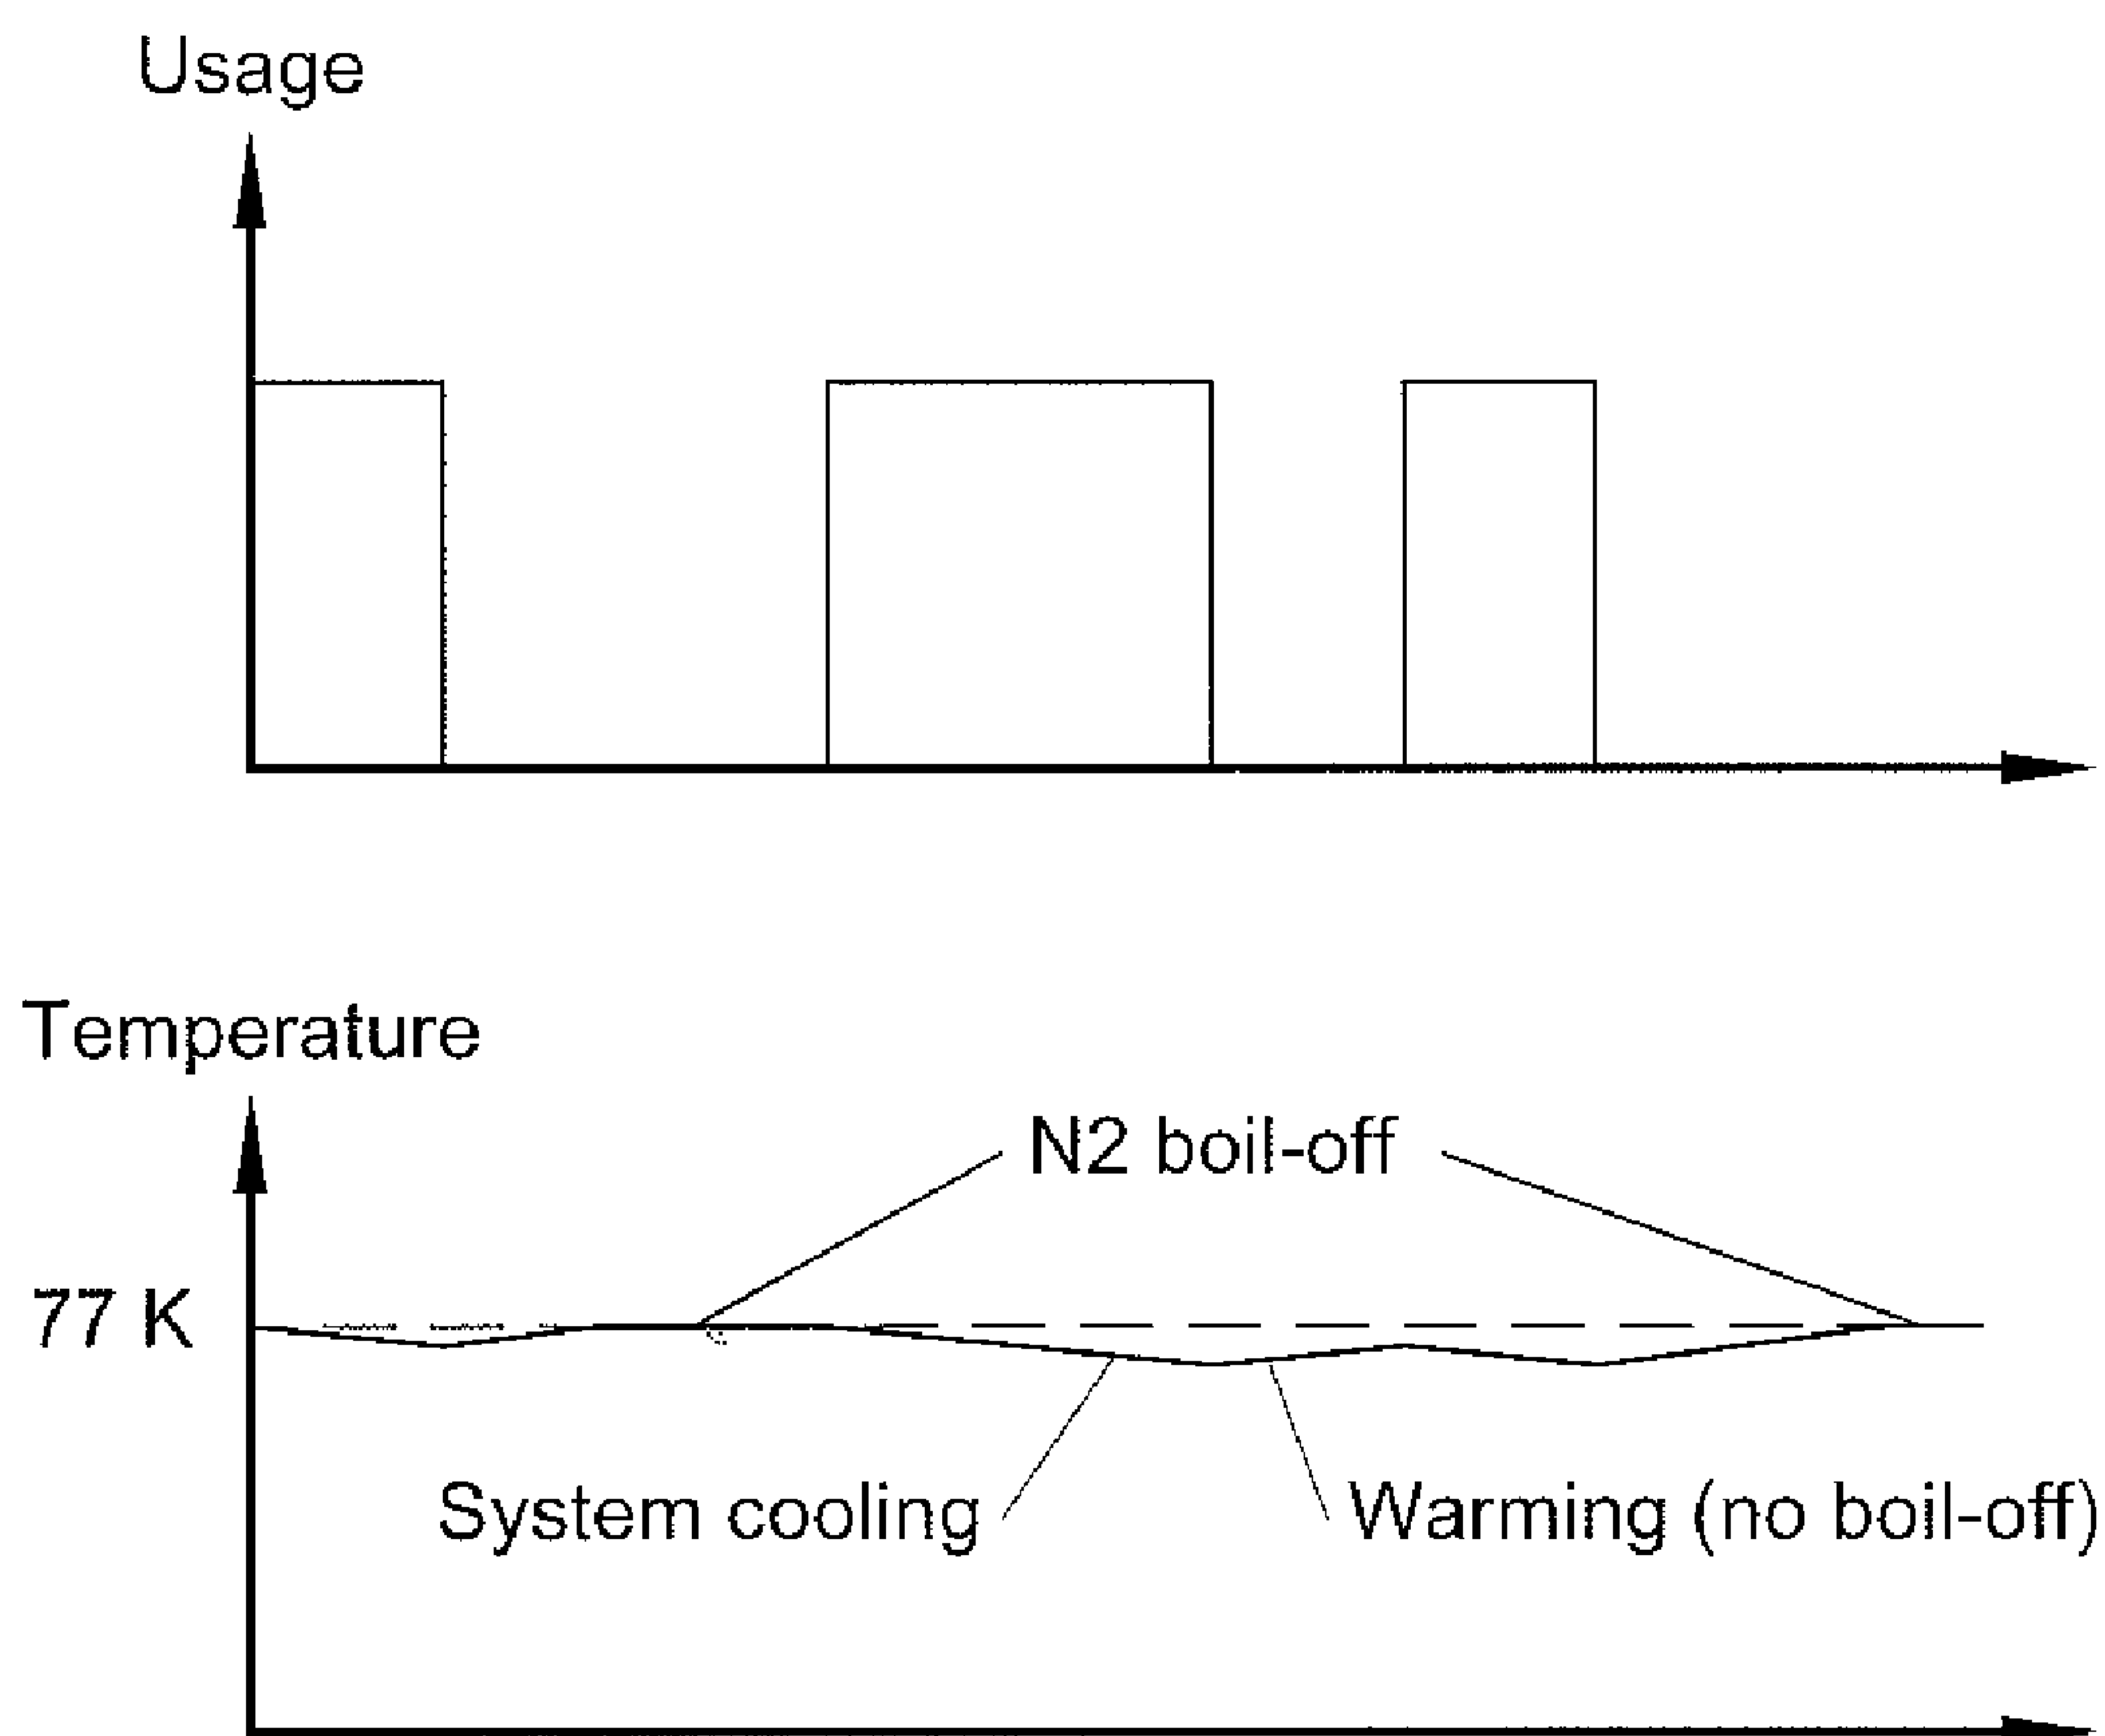 Usage
Temperature
N2 boil-off
77 K
System cooling
Warming (no boil-off)